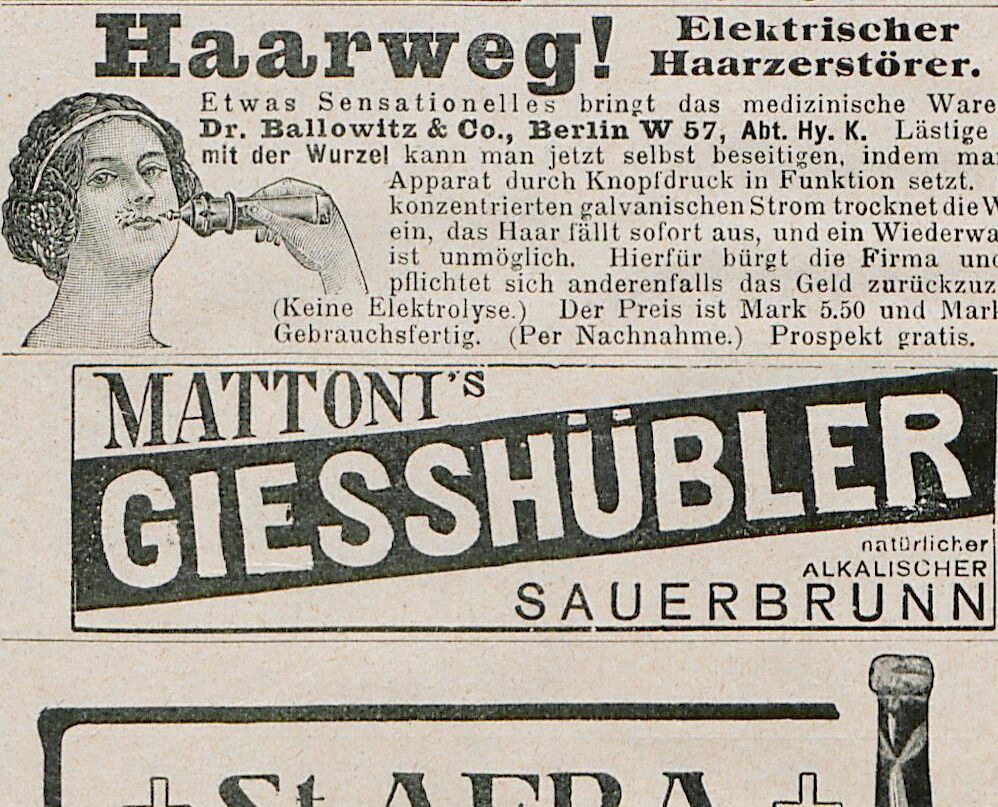 Haarweg! Elektrischer
Haarzerstörer.
Etwas Sensationelles bringt das medizinische Ware
Dr. Ballowitz & Co., Berlin W 57, Abt. Hy. K. Lästige
mit der Wurzel kann man jetzt selbst beseitigen, indem ma
Apparat durch Knopfdruck in Funktion setzt.
konzentrierten galvanischen Strom trocknet die W
ein, das Haar fällt sofort aus, und ein Wiederwa
ist unmöglich. Hierfür bürgt die Firma und
pflichtet sich anderenfalls das Geld zurückzuz
(Keine Elektrolyse.) Der Preis ist Mark 5.50 und Mark
Gebrauchsfertig. (Per Nachnahme.) Prospekt gratis.
MATTONI'S
GIESSHÜBLER
natürlicher
ALKALISCHER
SAUERBRUNN
+ St. AFRA +